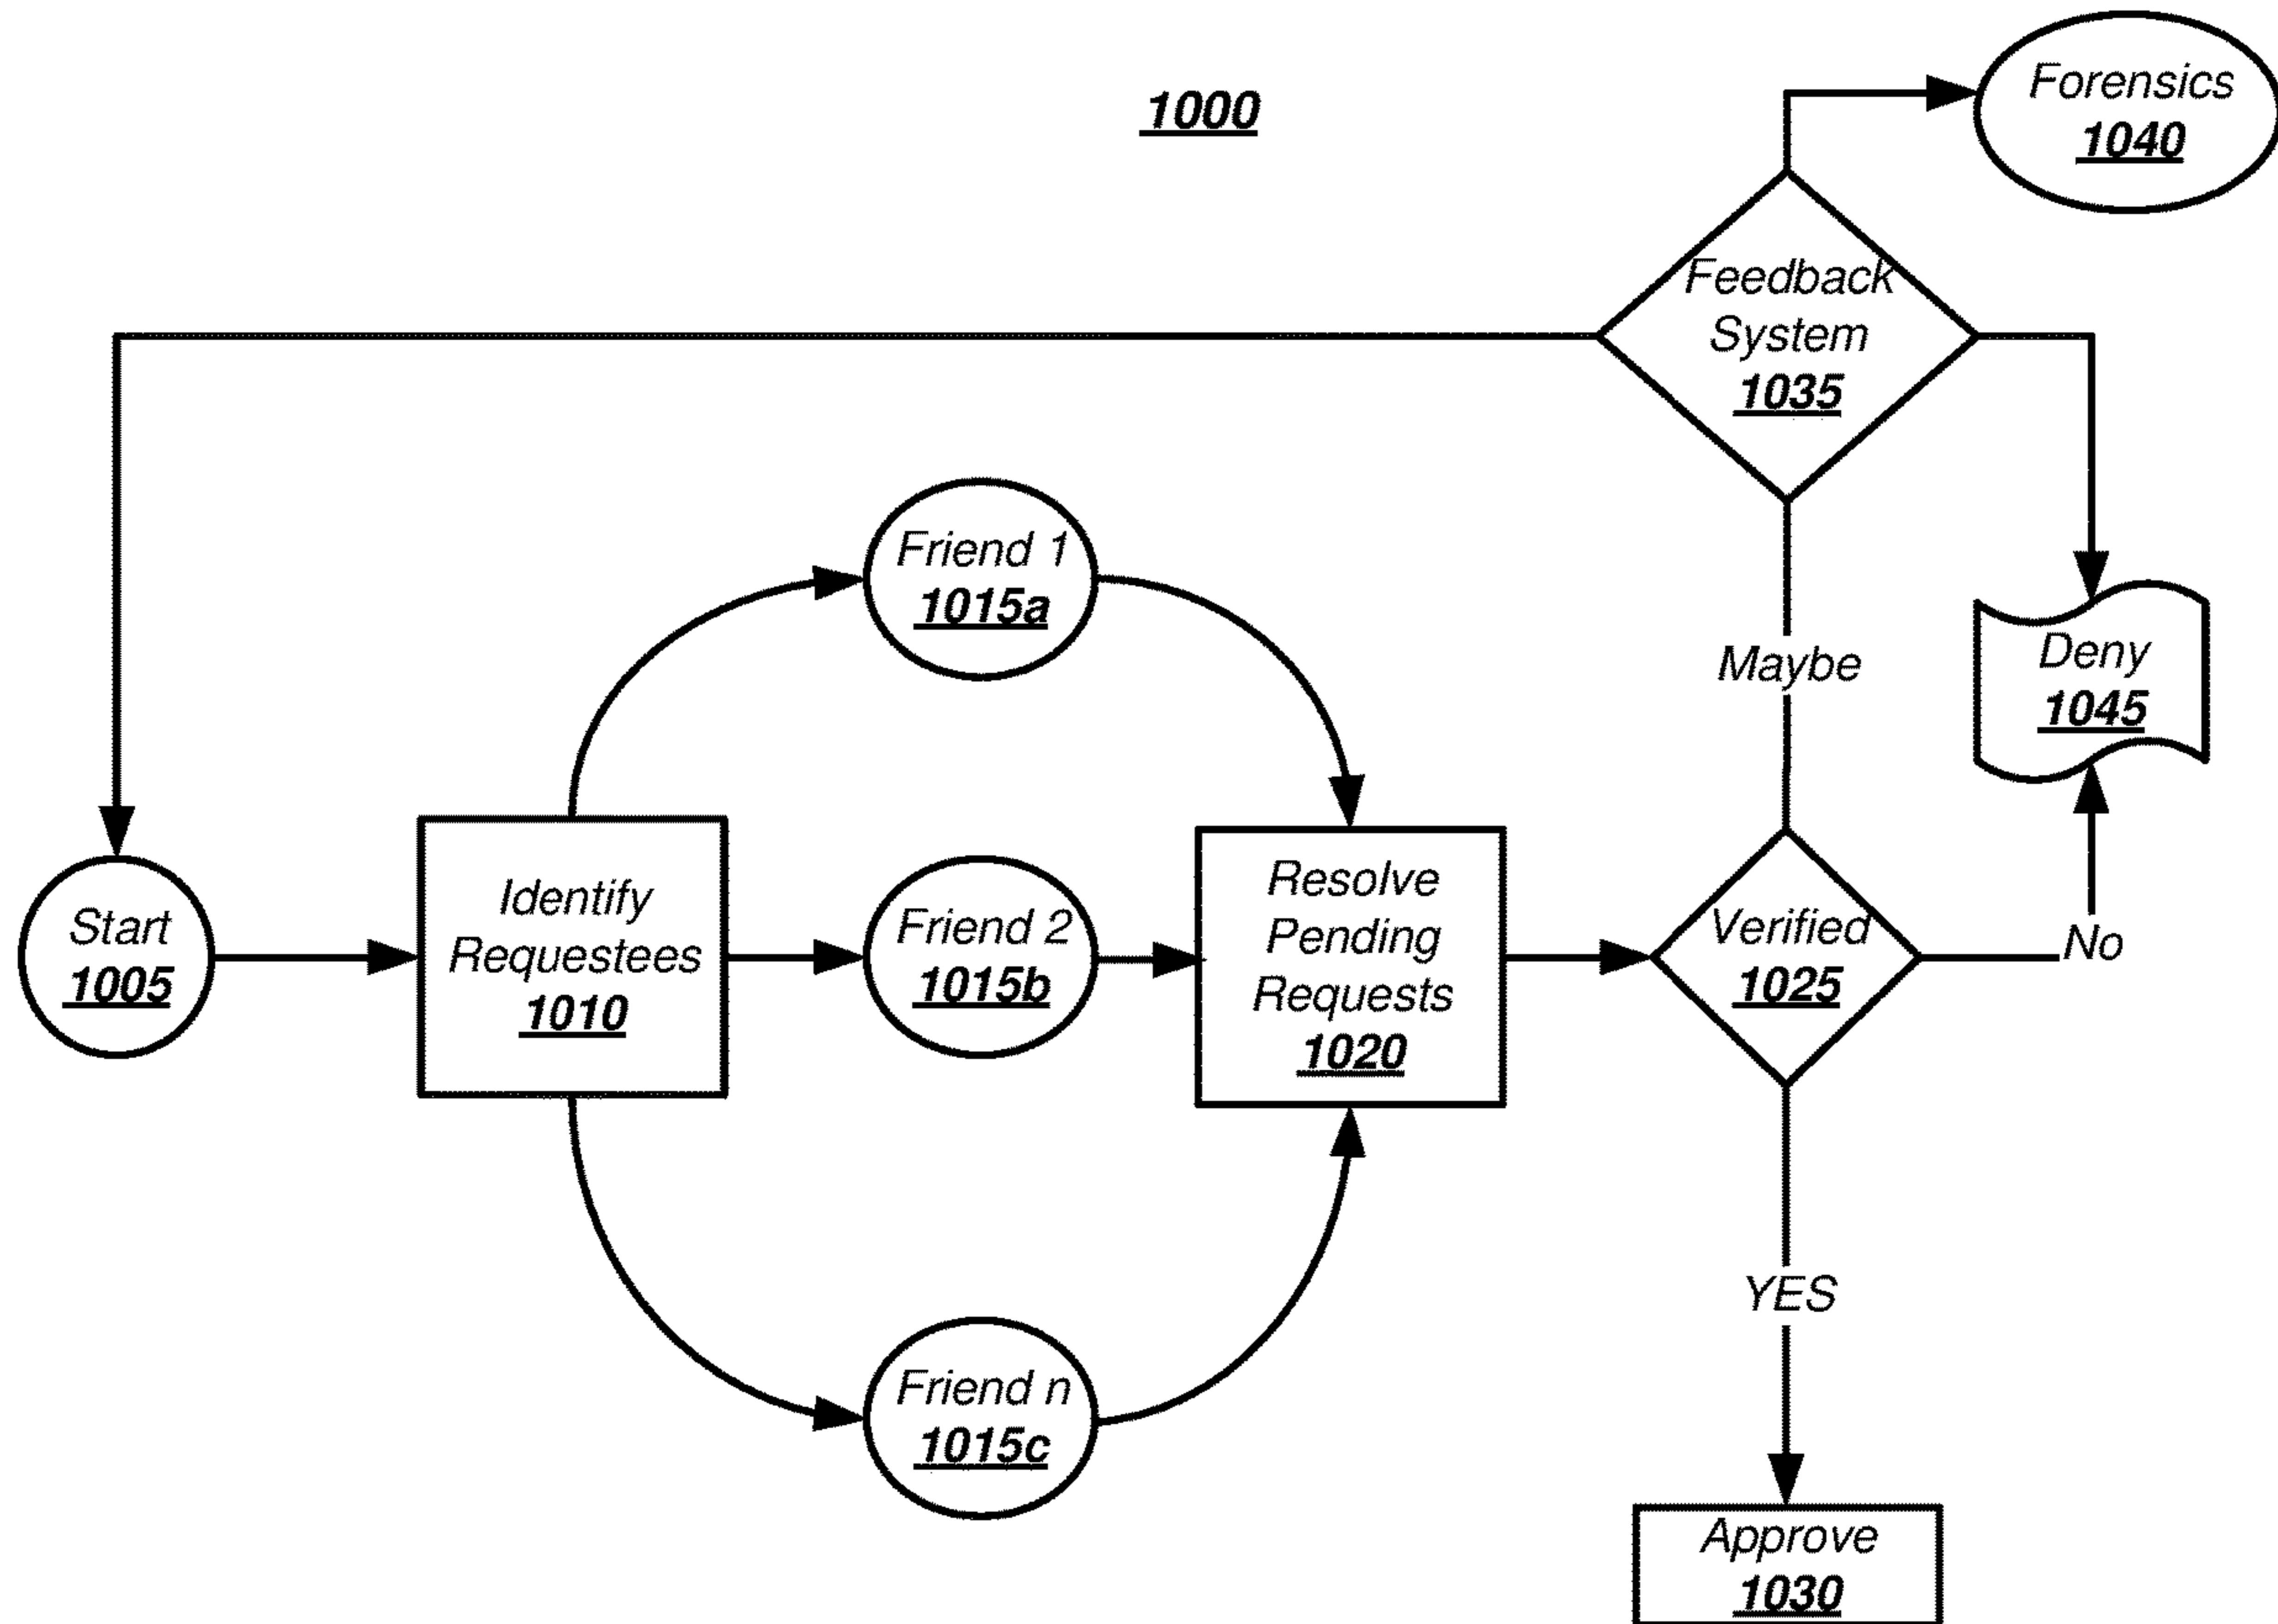 1000
Forensics
1040
Feedback
System
1035
Friend 1
1015a
Maybe
Deny
1045
Start
1005
Identify
Requestees
1010
Friend 2
1015b
Resolve
Pending
Requests
1020
Verified
1025
No
YES
Friend n
1015c
Approve
1030